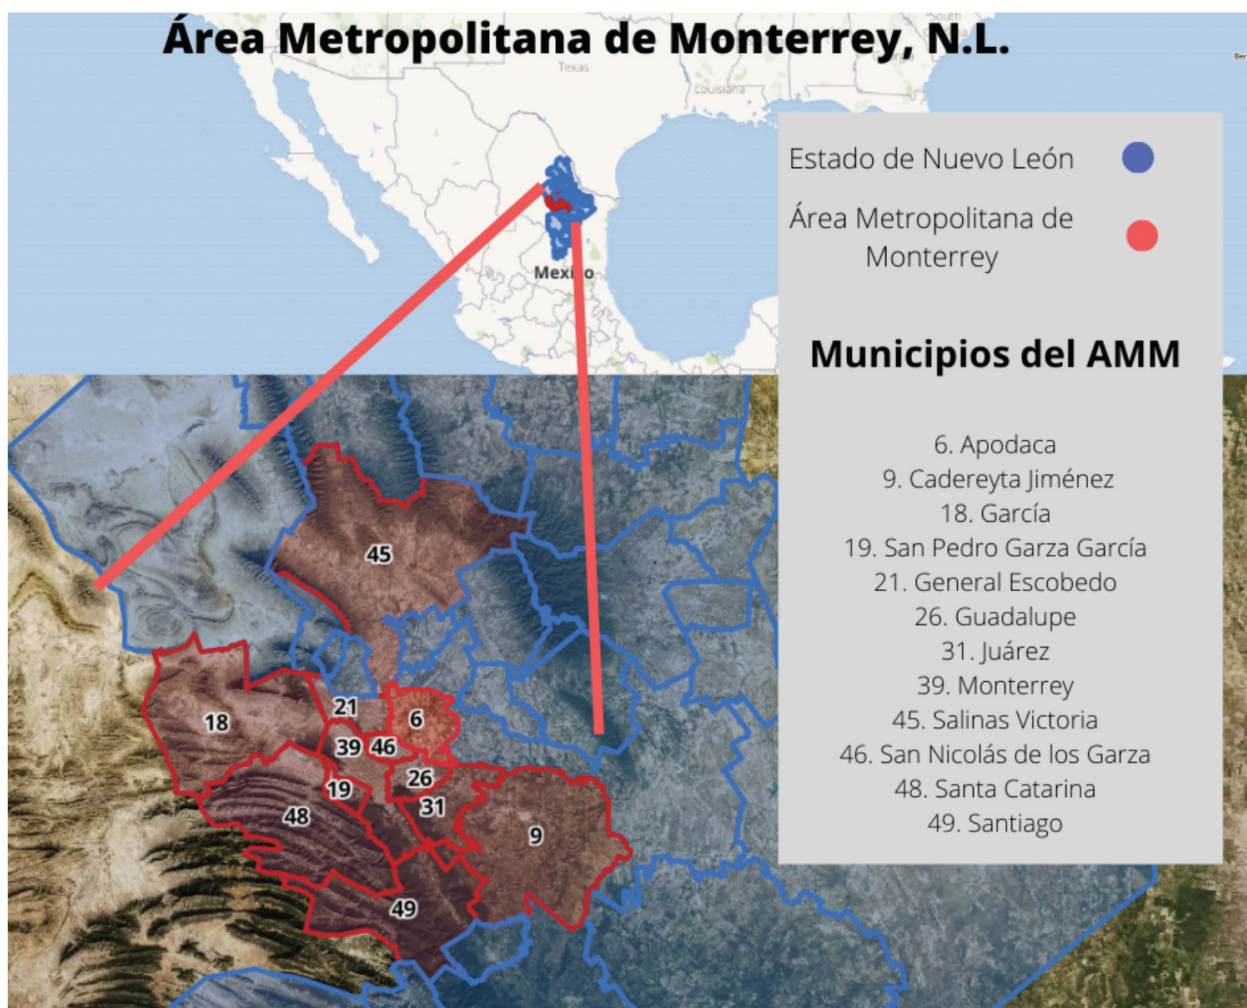 Área Metropolitana de Monterrey, N.L.
South
Texas
Louisiana
Ber
Estado de Nuevo León
Área Metropolitana de
Monterrey
Mexico
Municipios del AMM
6. Apodaca
9. Cadereyta Jiménez
18. García
19. San Pedro Garza García
21. General Escobedo
26. Guadalupe
31. Juárez
39. Monterrey
45. Salinas Victoria
46. San Nicolás de los Garza
48. Santa Catarina
49. Santiago
45
18
21
6
39
46
26
19
31
48
9
49